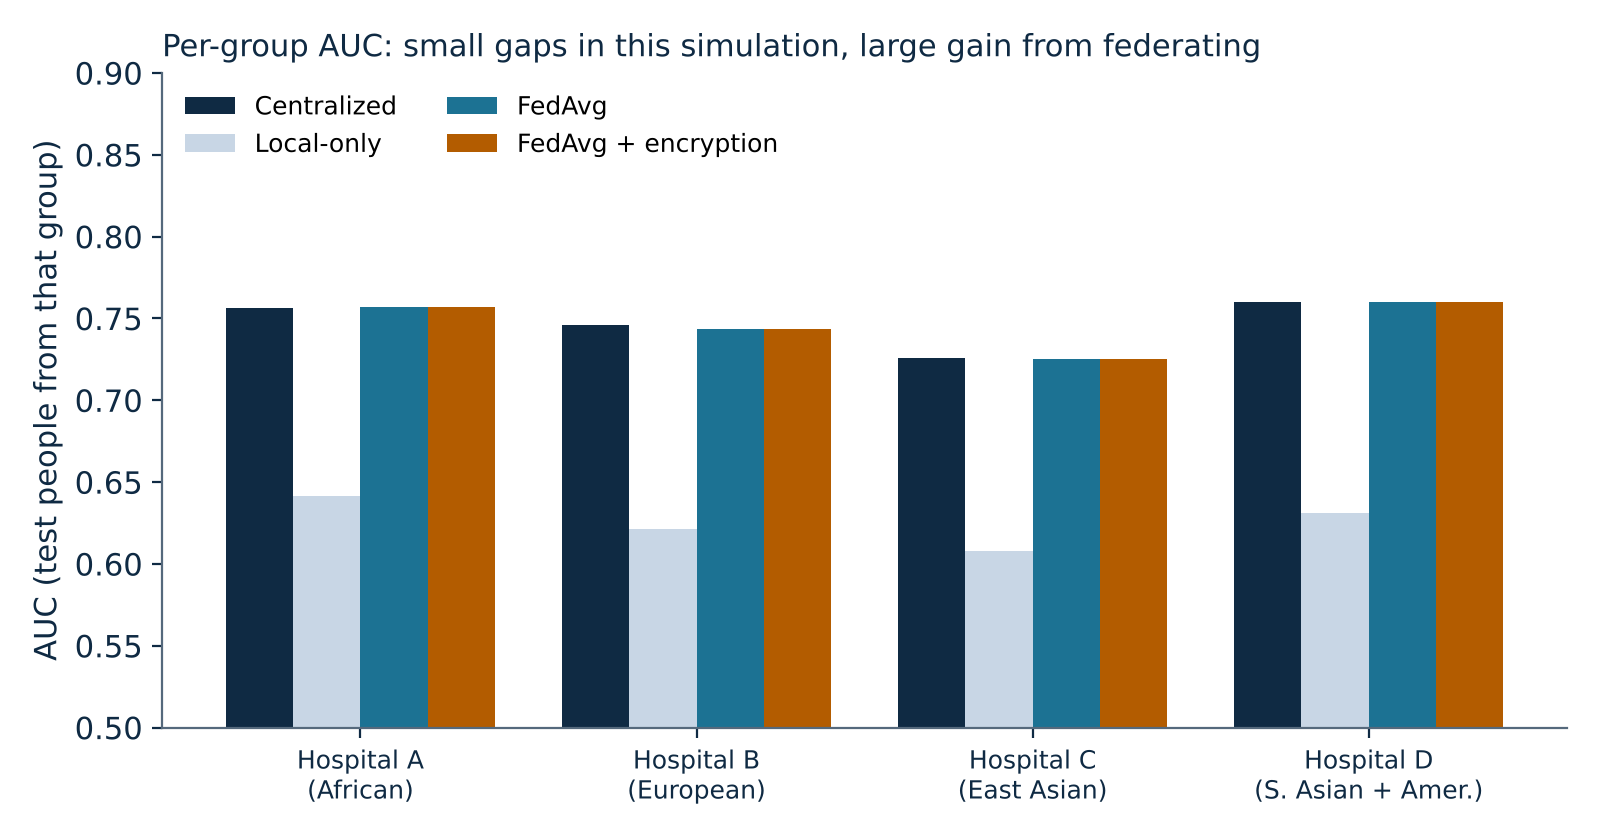 Per-group AUC: small gaps in this simulation, large gain from federating
AUC (test people from that group)
0.90
0.85
0.80
0.75
0.70
0.65
0.60
0.55
0.50
Centralized
Local-only
FedAvg
FedAvg + encryption
Hospital A
(African)
Hospital B
(European)
Hospital C
(East Asian)
Hospital D
(S. Asian + Amer.)